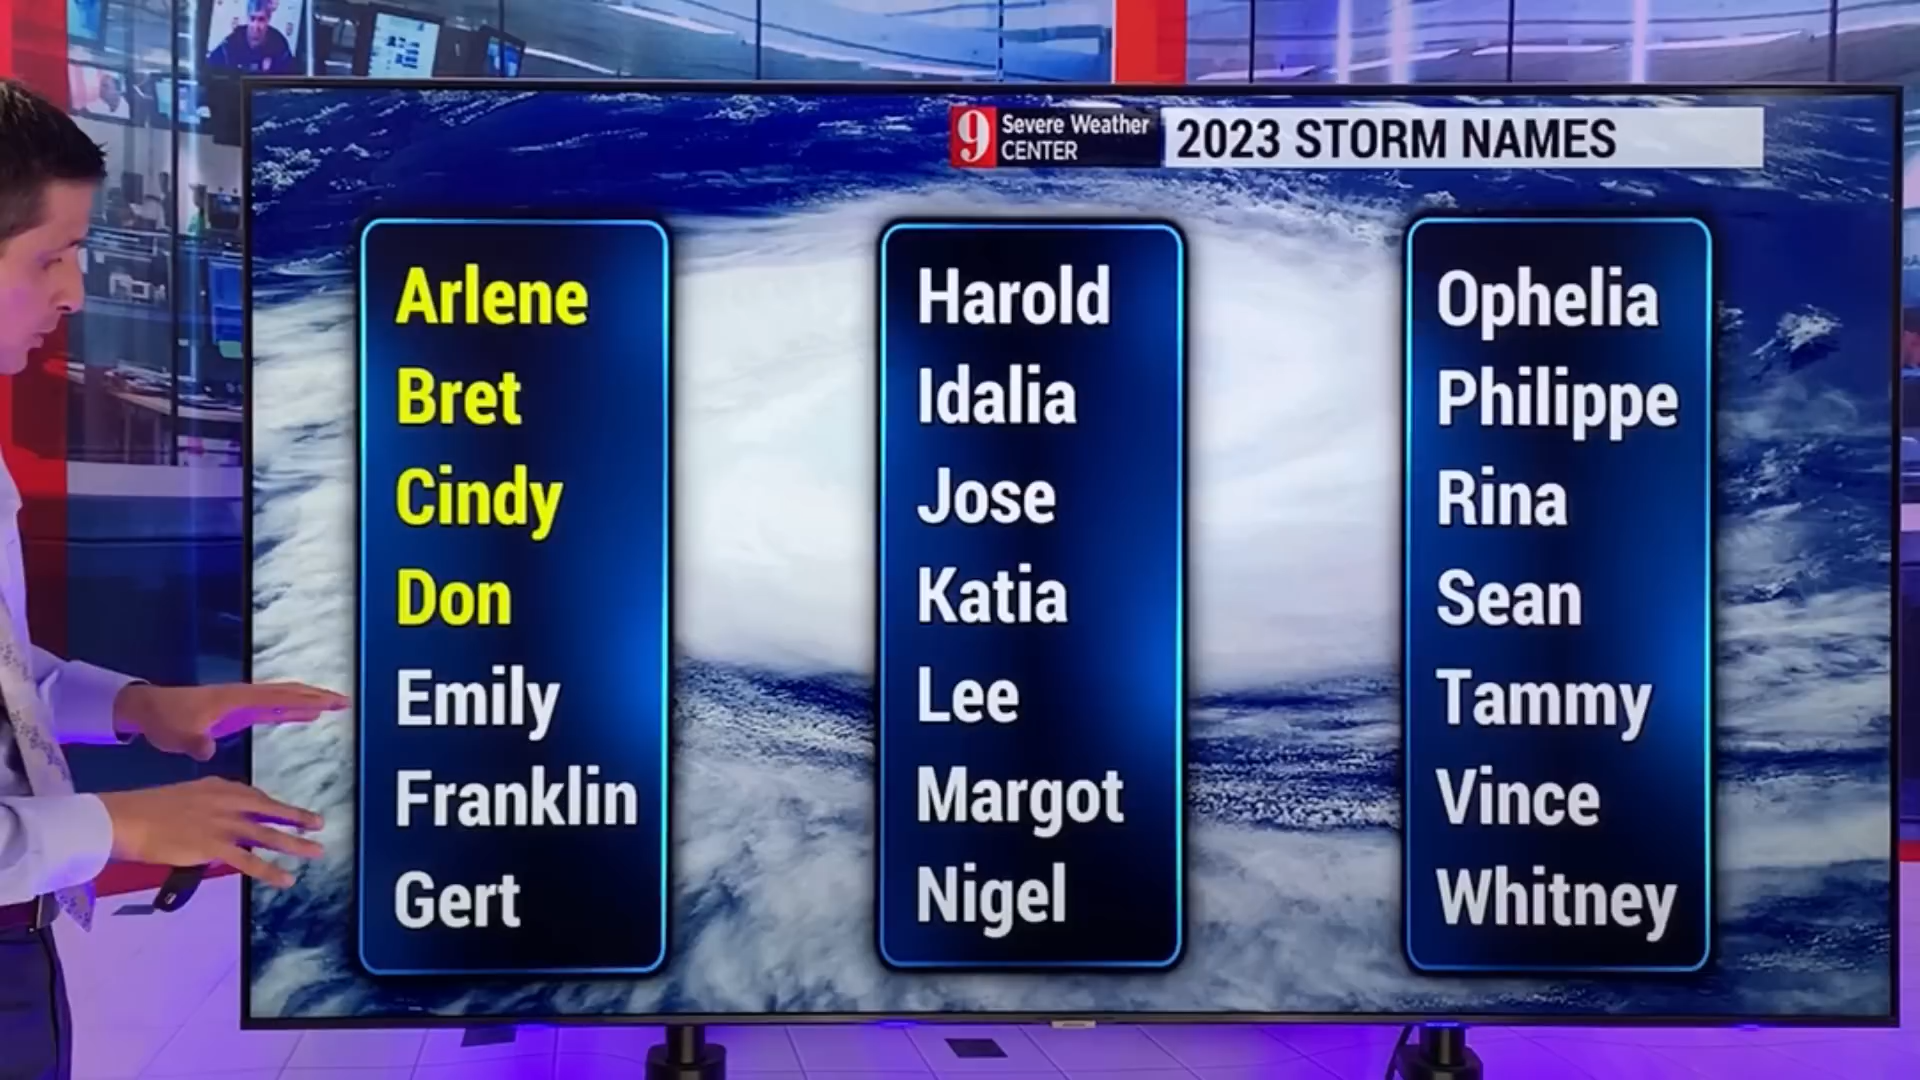 9 Severe Weather CENTER
2023 STORM NAMES
Arlene
Bret
Cindy
Don
Emily
Franklin
Gert
Harold
Idalia
Jose
Katia
Lee
Margot
Nigel
Ophelia
Philippe
Rina
Sean
Tammy
Vince
Whitney